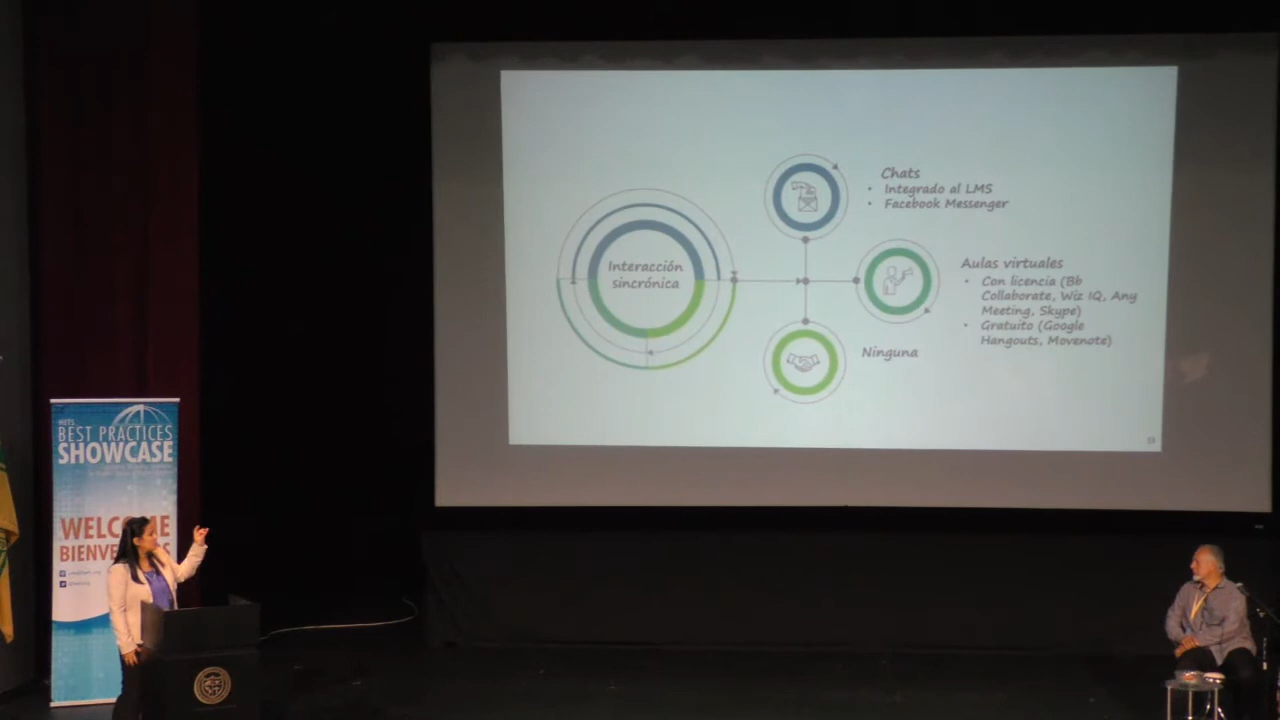 Interacción
sincrónica
Chats
• Integrado al LMS
• Facebook Messenger
Aulas virtuales
• Con licencia (Bb
Collaborate, Wiz IQ, Any
Meeting, Skype)
• Gratuito (Google
Hangouts, Movenote)
Ninguna
HETS
BEST PRACTICES
SHOWCASE
WELCOME